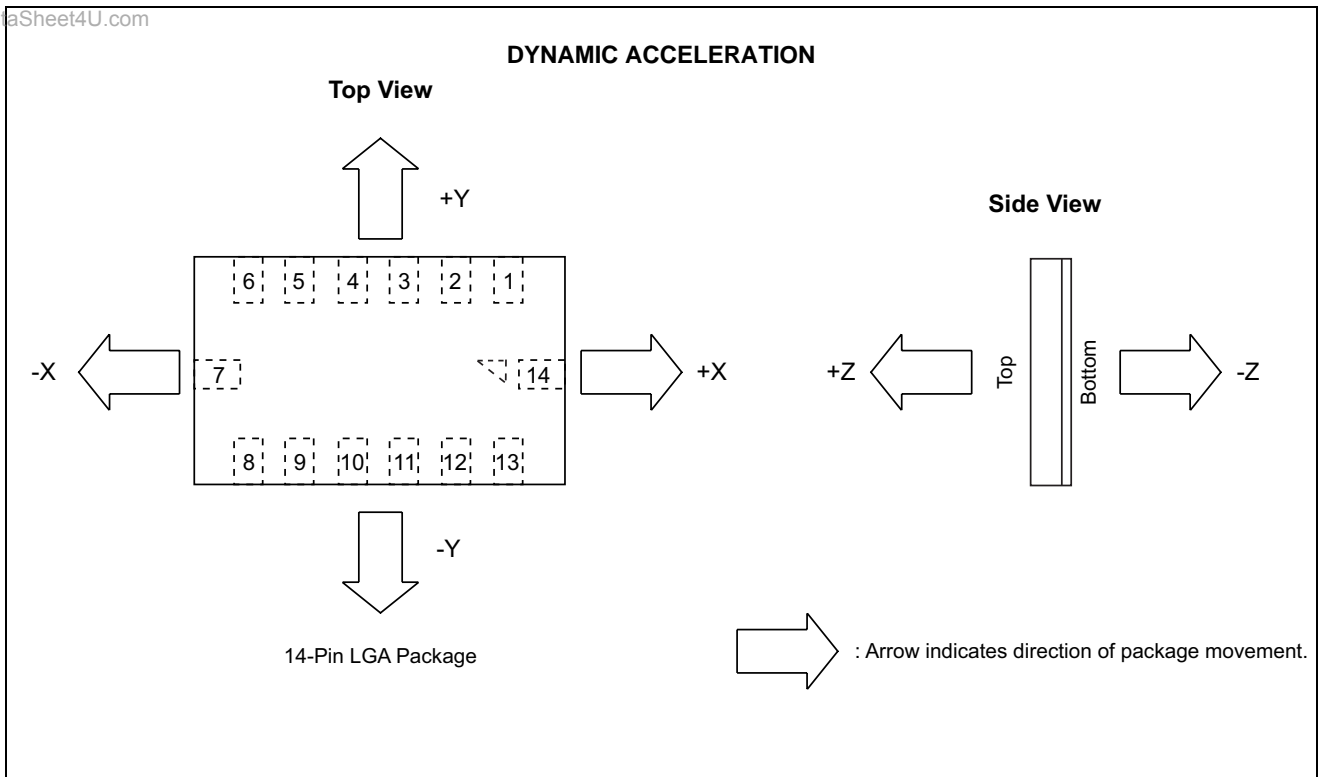 taSheet4U.com
DYNAMIC ACCELERATION
Top View
+Y
Side View
6 5 4 3 2 1
-X 7 14 +X
+Z Top Bottom -Z
8 9 10 11 12 13
-Y
14-Pin LGA Package
: Arrow indicates direction of package movement.